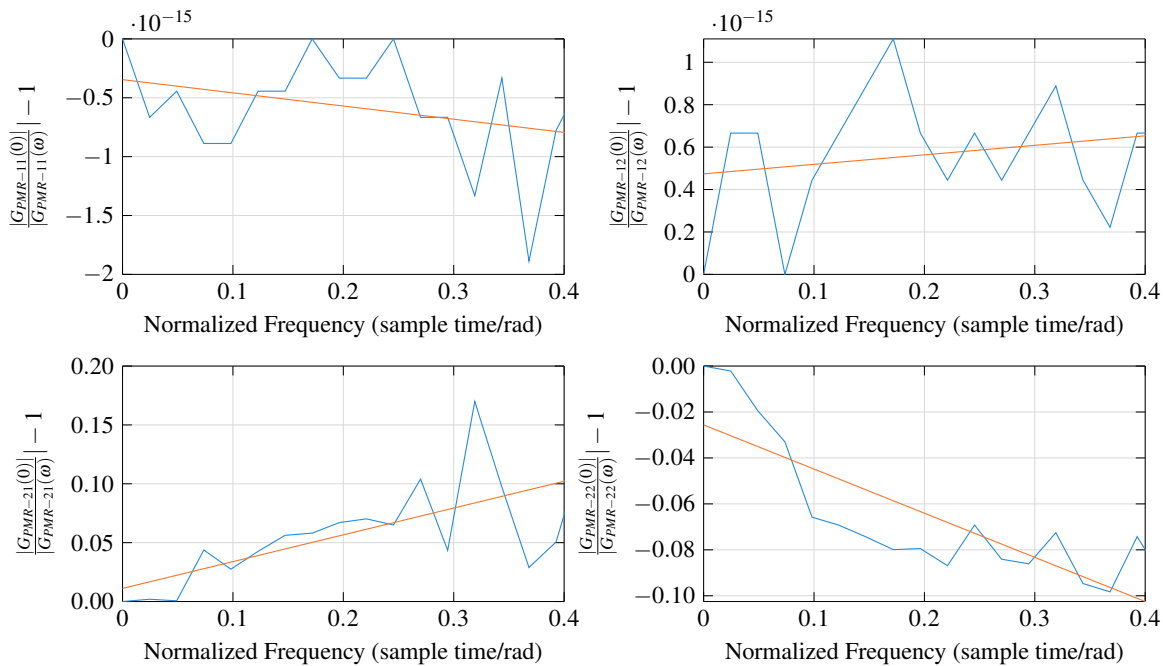 ·10⁻¹⁵
0
−0.5
−1
−1.5
−2
|G_PMR−11(0)| / |G_PMR−11(ω)| − 1
0 0.1 0.2 0.3 0.4
Normalized Frequency (sample time/rad)
·10⁻¹⁵
1
0.8
0.6
0.4
0.2
0
|G_PMR−12(0)| / |G_PMR−12(ω)| − 1
0 0.1 0.2 0.3 0.4
Normalized Frequency (sample time/rad)
0.20
0.15
0.10
0.05
0.00
|G_PMR−21(0)| / |G_PMR−21(ω)| − 1
0 0.1 0.2 0.3 0.4
Normalized Frequency (sample time/rad)
0.00
−0.02
−0.04
−0.06
−0.08
−0.10
|G_PMR−22(0)| / |G_PMR−22(ω)| − 1
0 0.1 0.2 0.3 0.4
Normalized Frequency (sample time/rad)